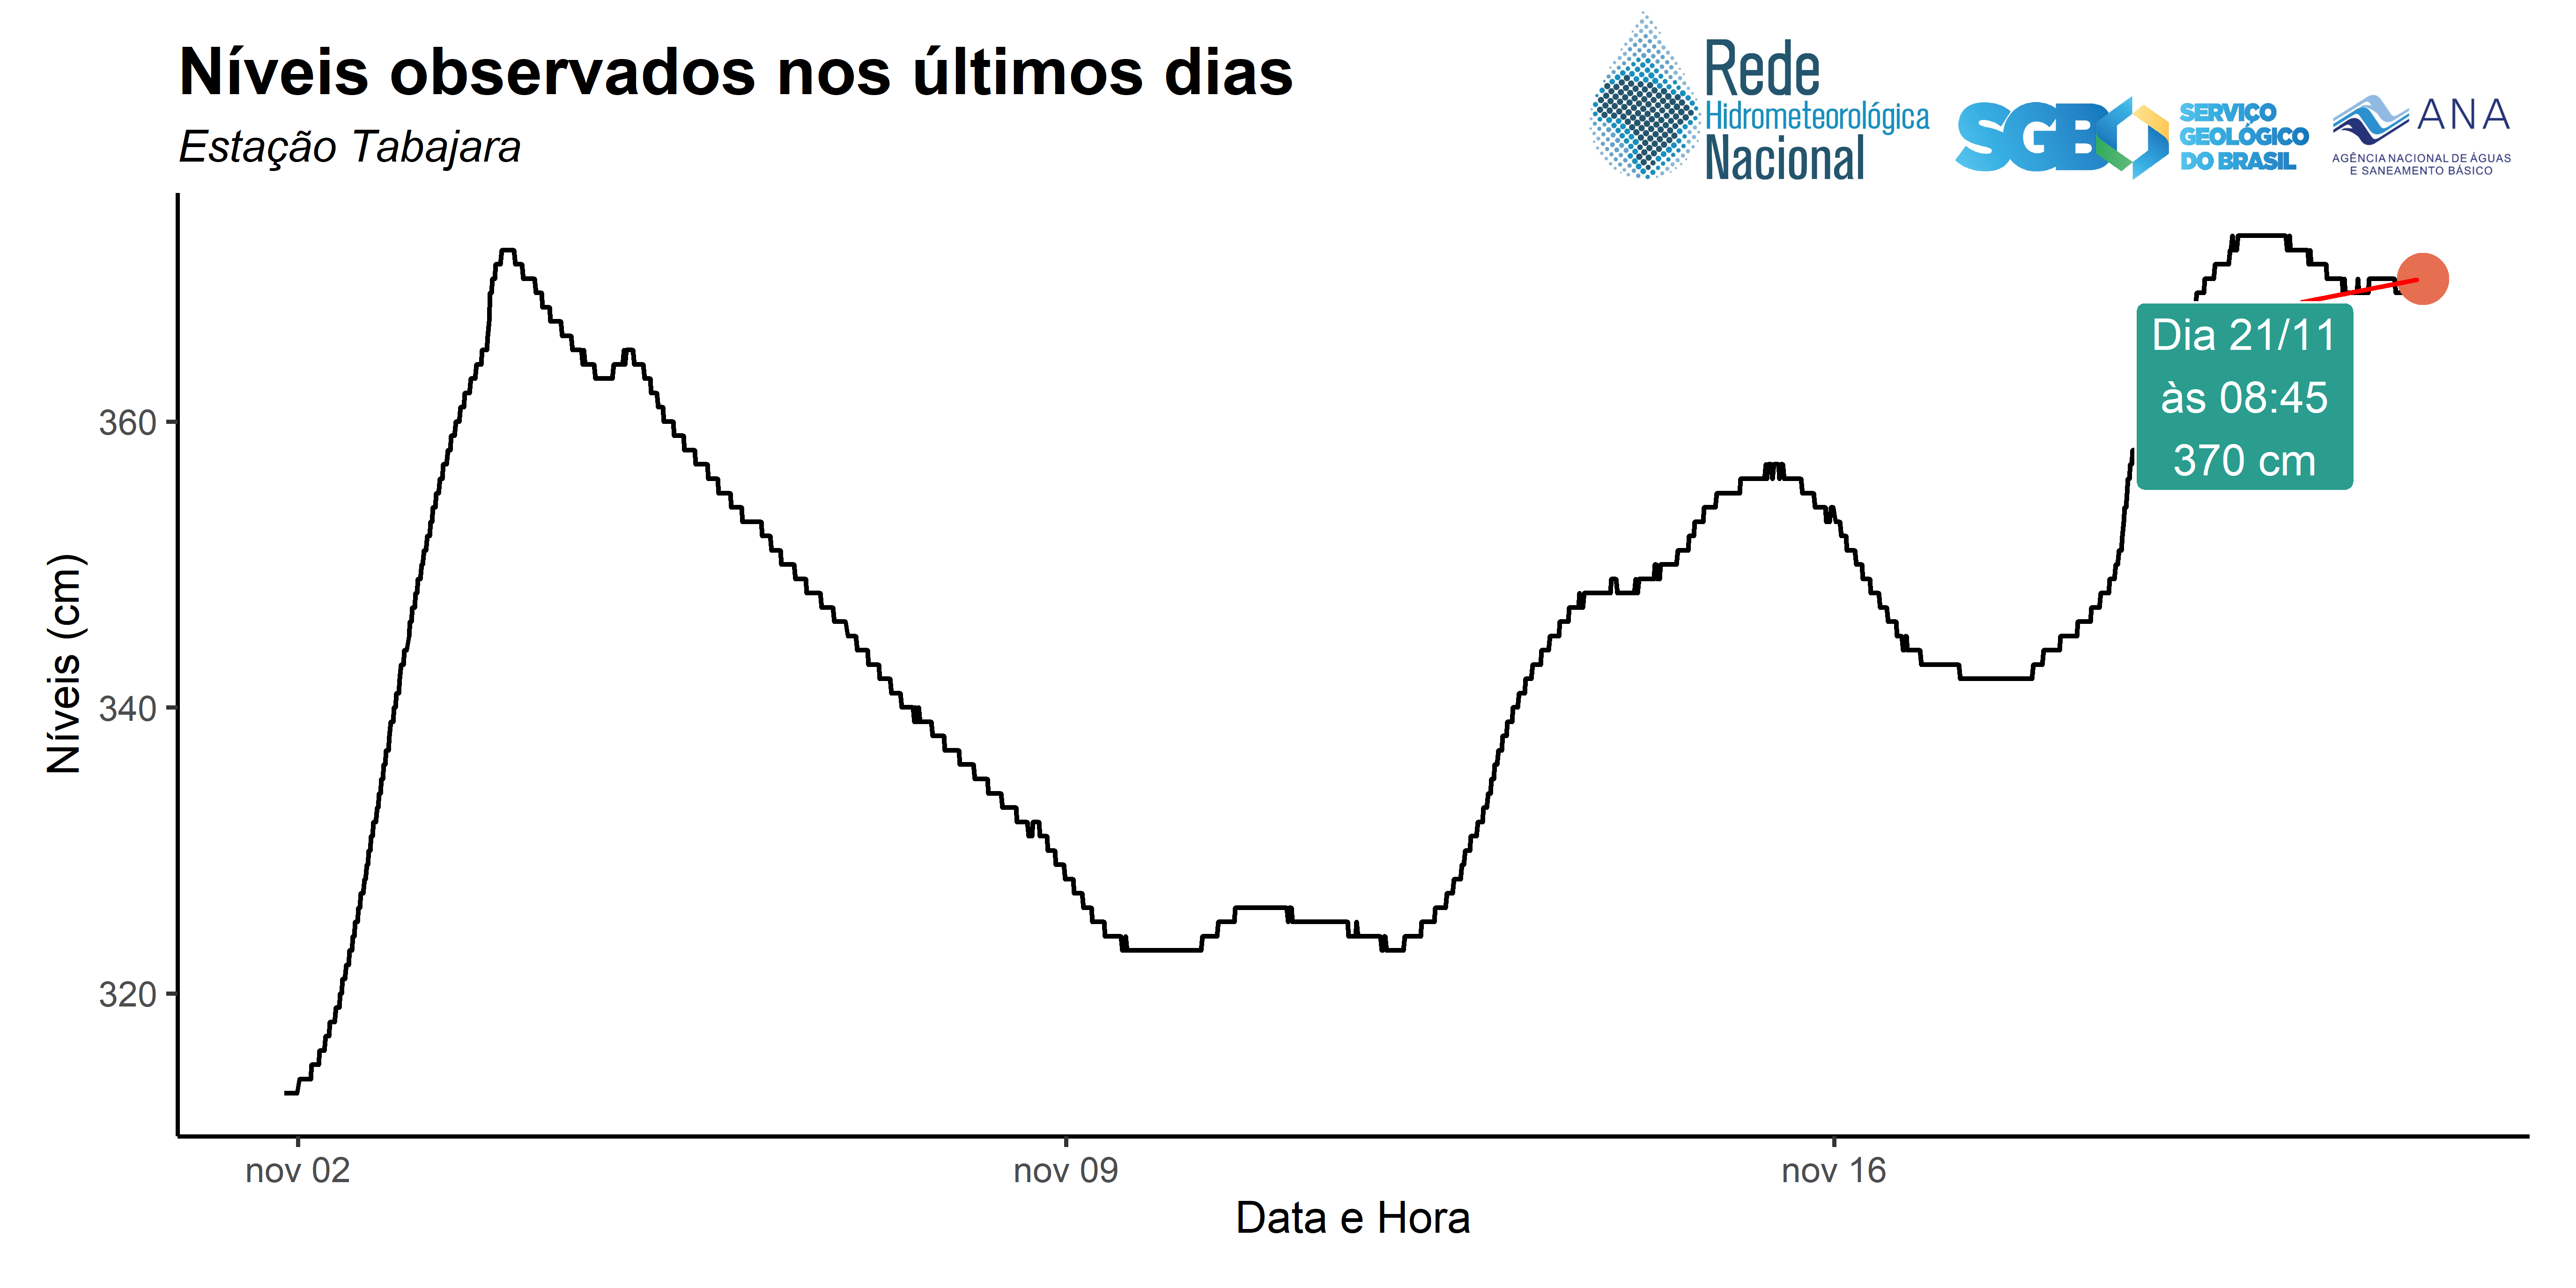 Níveis observados nos últimos dias
Estação Tabajara
Rede
Hidrometeorológica
Nacional
SGB
SERVIÇO
GEOLÓGICO
DO BRASIL
ANA
AGÊNCIA NACIONAL DE ÁGUAS
E SANEAMENTO BÁSICO
Níveis (cm)
360
340
320
Dia 21/11
às 08:45
370 cm
nov 02
nov 09
nov 16
Data e Hora